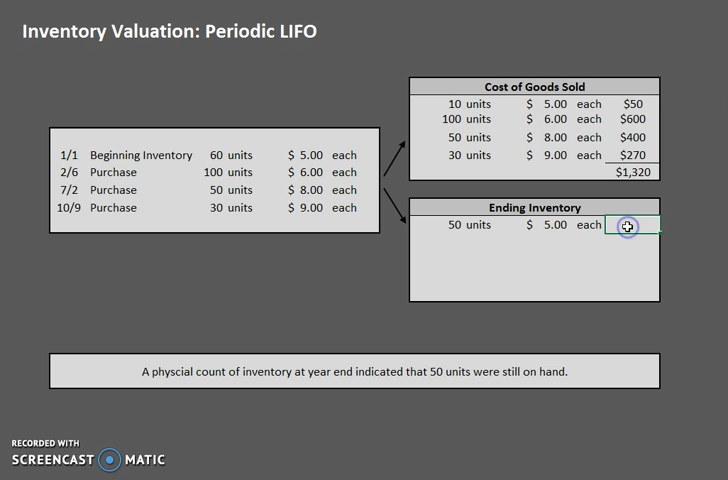 Inventory Valuation: Periodic LIFO
1/1 Beginning Inventory 60 units $ 5.00 each
2/6 Purchase 100 units $ 6.00 each
7/2 Purchase 50 units $ 8.00 each
10/9 Purchase 30 units $ 9.00 each
Cost of Goods Sold
10 units $ 5.00 each $50
100 units $ 6.00 each $600
50 units $ 8.00 each $400
30 units $ 9.00 each $270
$1,320
Ending Inventory
50 units $ 5.00 each
A physcial count of inventory at year end indicated that 50 units were still on hand.
RECORDED WITH
SCREENCAST MATIC